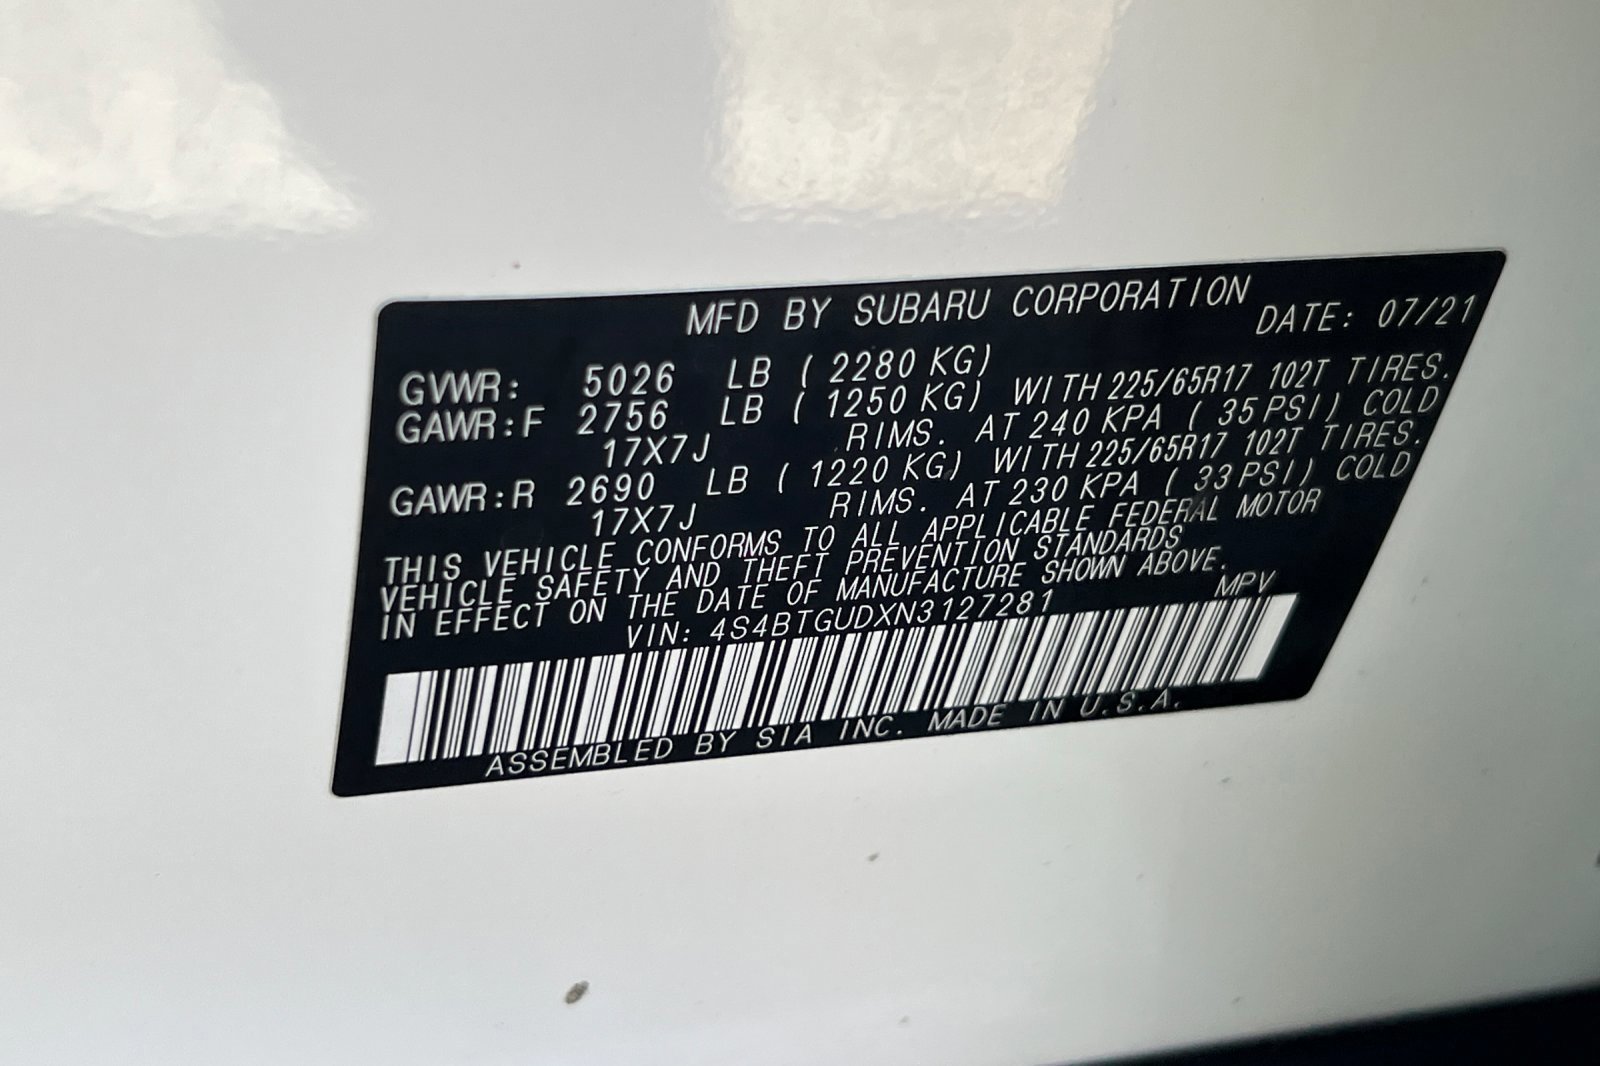 MFD BY SUBARU CORPORATION
DATE: 07/21
GVWR: 5026 LB ( 2280 KG)
GAWR:F 2756 LB ( 1250 KG) WITH 225/65R17 102T TIRES.
17X7J RIMS. AT 240 KPA ( 35 PSI) COLD
GAWR:R 2690 LB ( 1220 KG) WITH 225/65R17 102T TIRES.
17X7J RIMS. AT 230 KPA ( 33 PSI) COLD
THIS VEHICLE CONFORMS TO ALL APPLICABLE FEDERAL MOTOR
VEHICLE SAFETY AND THEFT PREVENTION STANDARDS
IN EFFECT ON THE DATE OF MANUFACTURE SHOWN ABOVE.
VIN: 4S4BTGUDXN3127281 MPV
ASSEMBLED BY SIA INC. MADE IN U.S.A.